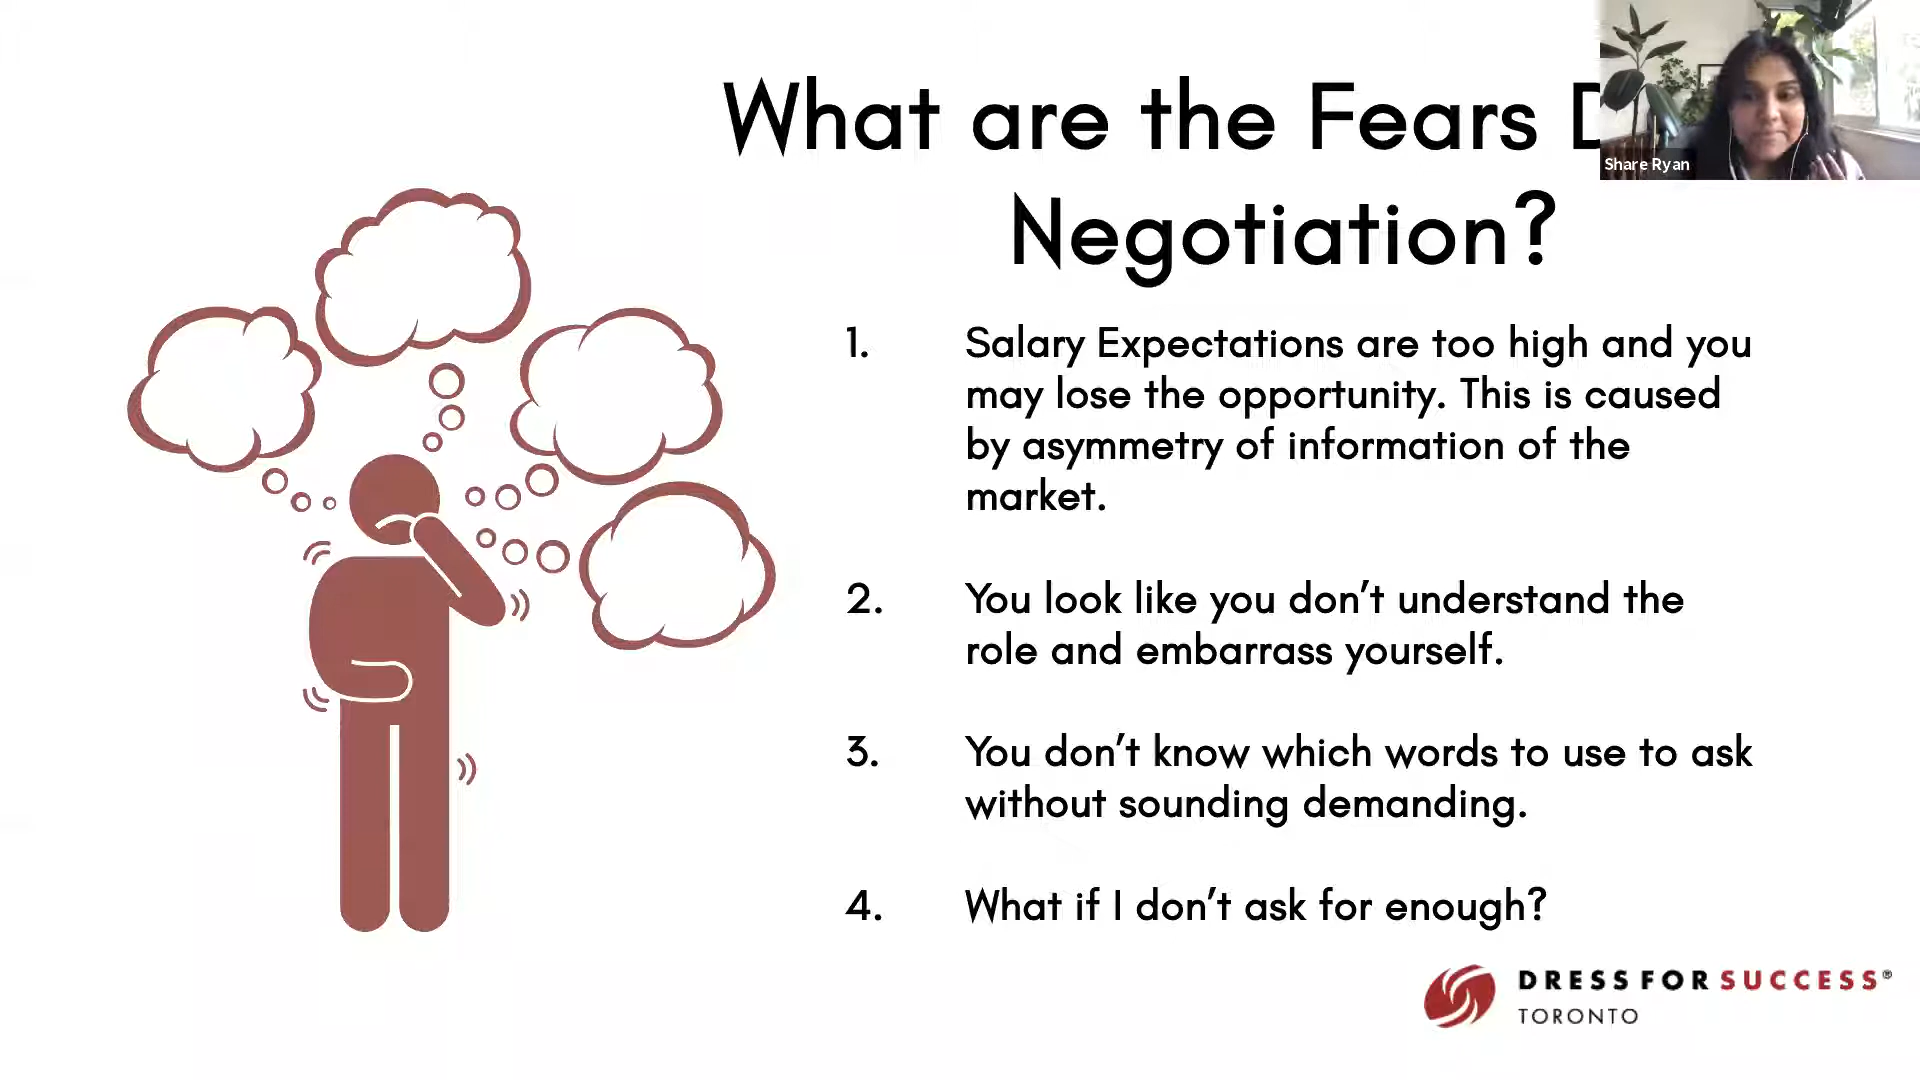 What are the Fears
Negotiation?
Share Ryan
1. Salary Expectations are too high and you
may lose the opportunity. This is caused
by asymmetry of information of the
market.
2. You look like you don’t understand the
role and embarrass yourself.
3. You don’t know which words to use to ask
without sounding demanding.
4. What if I don’t ask for enough?
DRESS FOR SUCCESS®
TORONTO